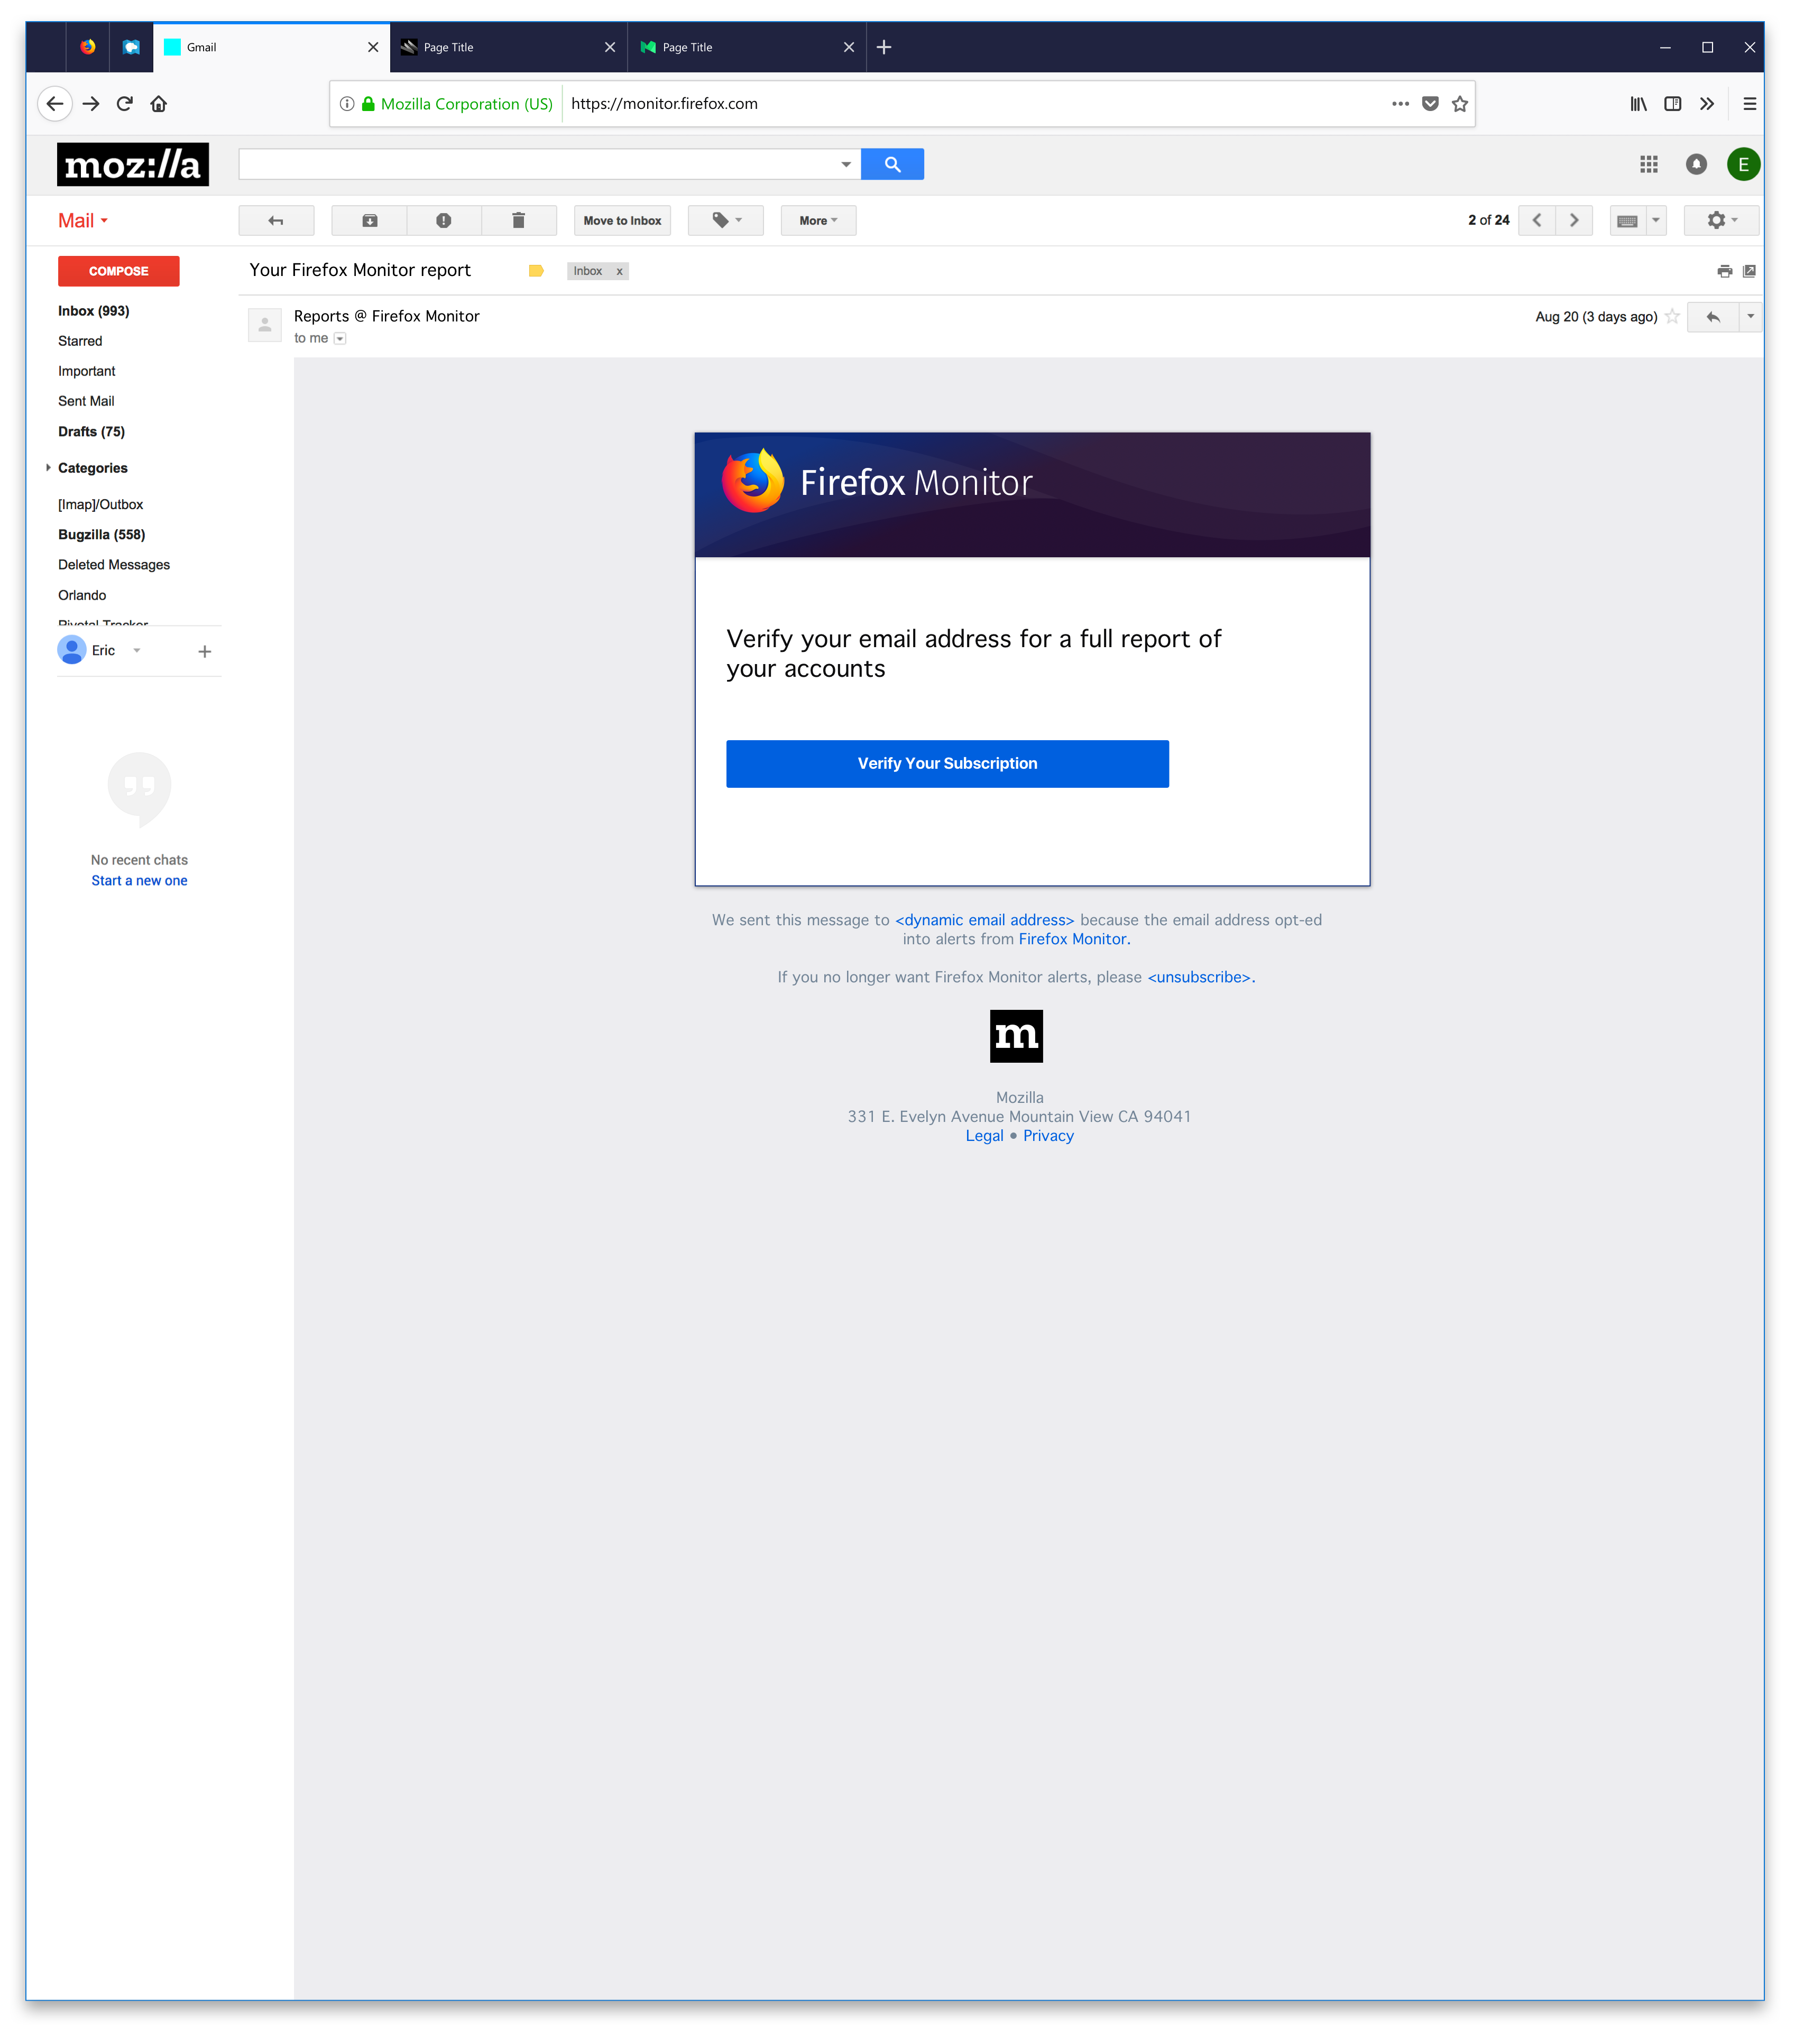 Gmail
Page Title
Page Title
Mozilla Corporation (US)
https://monitor.firefox.com
moz://a
E
Mail
Move to Inbox
More
2 of 24
COMPOSE
Your Firefox Monitor report
Inbox x
Inbox (993)
Starred
Important
Sent Mail
Drafts (75)
Categories
[Imap]/Outbox
Bugzilla (558)
Deleted Messages
Orlando
Pivotal Tracker
Eric
No recent chats
Start a new one
Reports @ Firefox Monitor
Aug 20 (3 days ago)
to me
Firefox Monitor
Verify your email address for a full report of
your accounts
Verify Your Subscription
We sent this message to <dynamic email address> because the email address opt-ed
into alerts from Firefox Monitor.
If you no longer want Firefox Monitor alerts, please <unsubscribe>.
m
Mozilla
331 E. Evelyn Avenue Mountain View CA 94041
Legal • Privacy